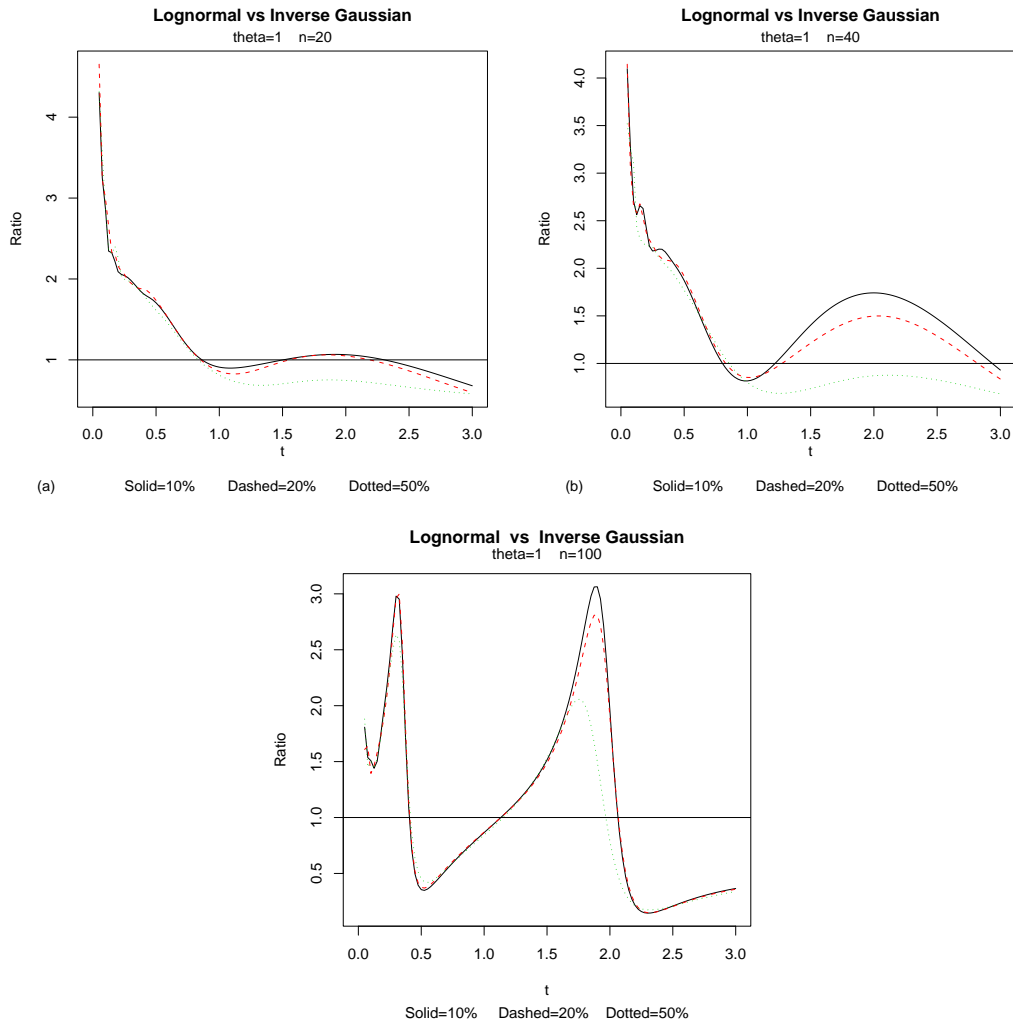 Lognormal vs Inverse Gaussian
theta=1 n=20
Ratio
4
3
2
1
0.0 0.5 1.0 1.5 2.0 2.5 3.0
t
(a) Solid=10% Dashed=20% Dotted=50%
Lognormal vs Inverse Gaussian
theta=1 n=40
Ratio
4.0
3.5
3.0
2.5
2.0
1.5
1.0
0.0 0.5 1.0 1.5 2.0 2.5 3.0
t
(b) Solid=10% Dashed=20% Dotted=50%
Lognormal vs Inverse Gaussian
theta=1 n=100
Ratio
3.0
2.5
2.0
1.5
1.0
0.5
0.0 0.5 1.0 1.5 2.0 2.5 3.0
t
Solid=10% Dashed=20% Dotted=50%